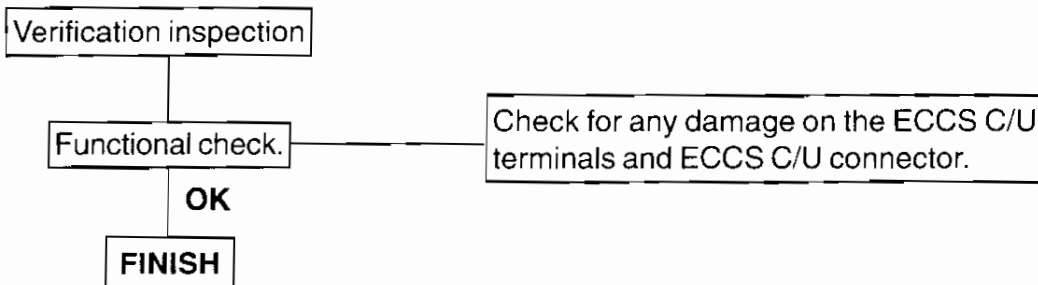 Verification inspection
Functional check.
Check for any damage on the ECCS C/U
terminals and ECCS C/U connector.
OK
FINISH